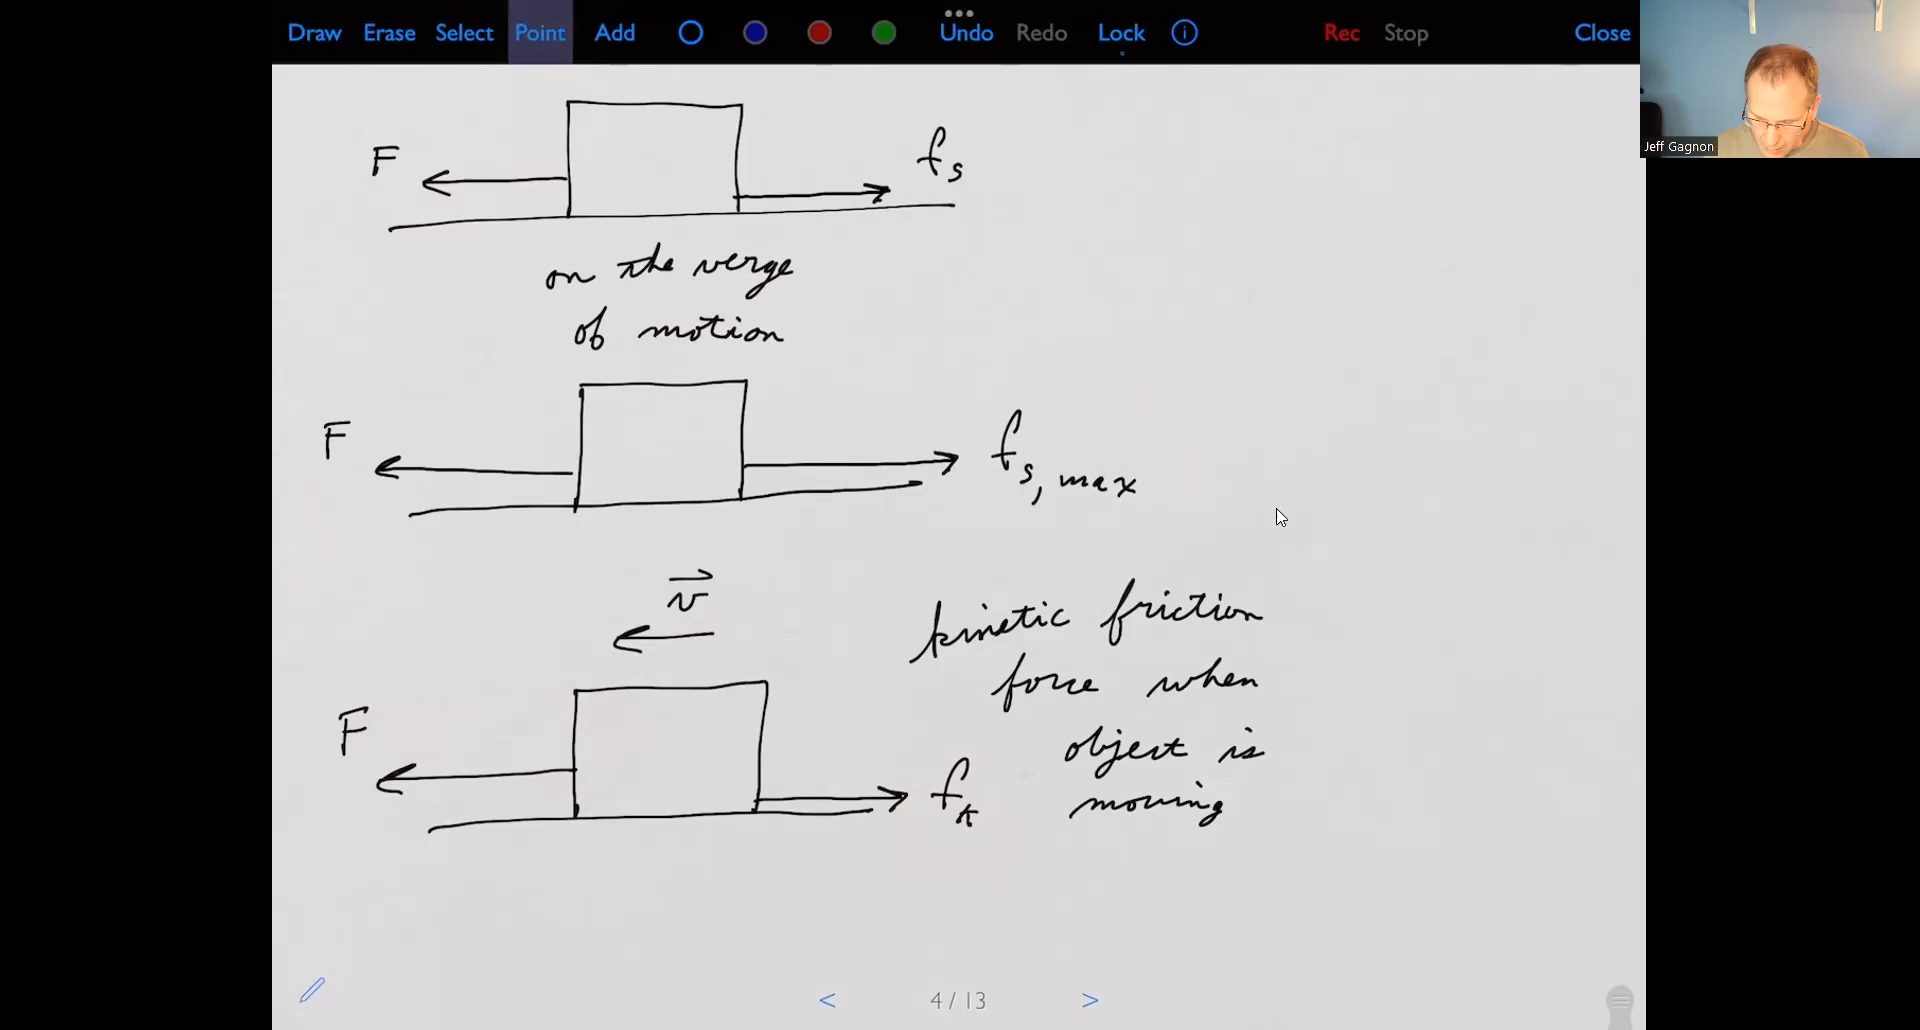 Draw Erase Select Point Add Undo Redo Lock Rec Stop Close
Jeff Gagnon
F
fs
on the verge
of motion
F
fs, max
v
kinetic friction
force when
object is
moving
F
fk
< 4 / 13 >